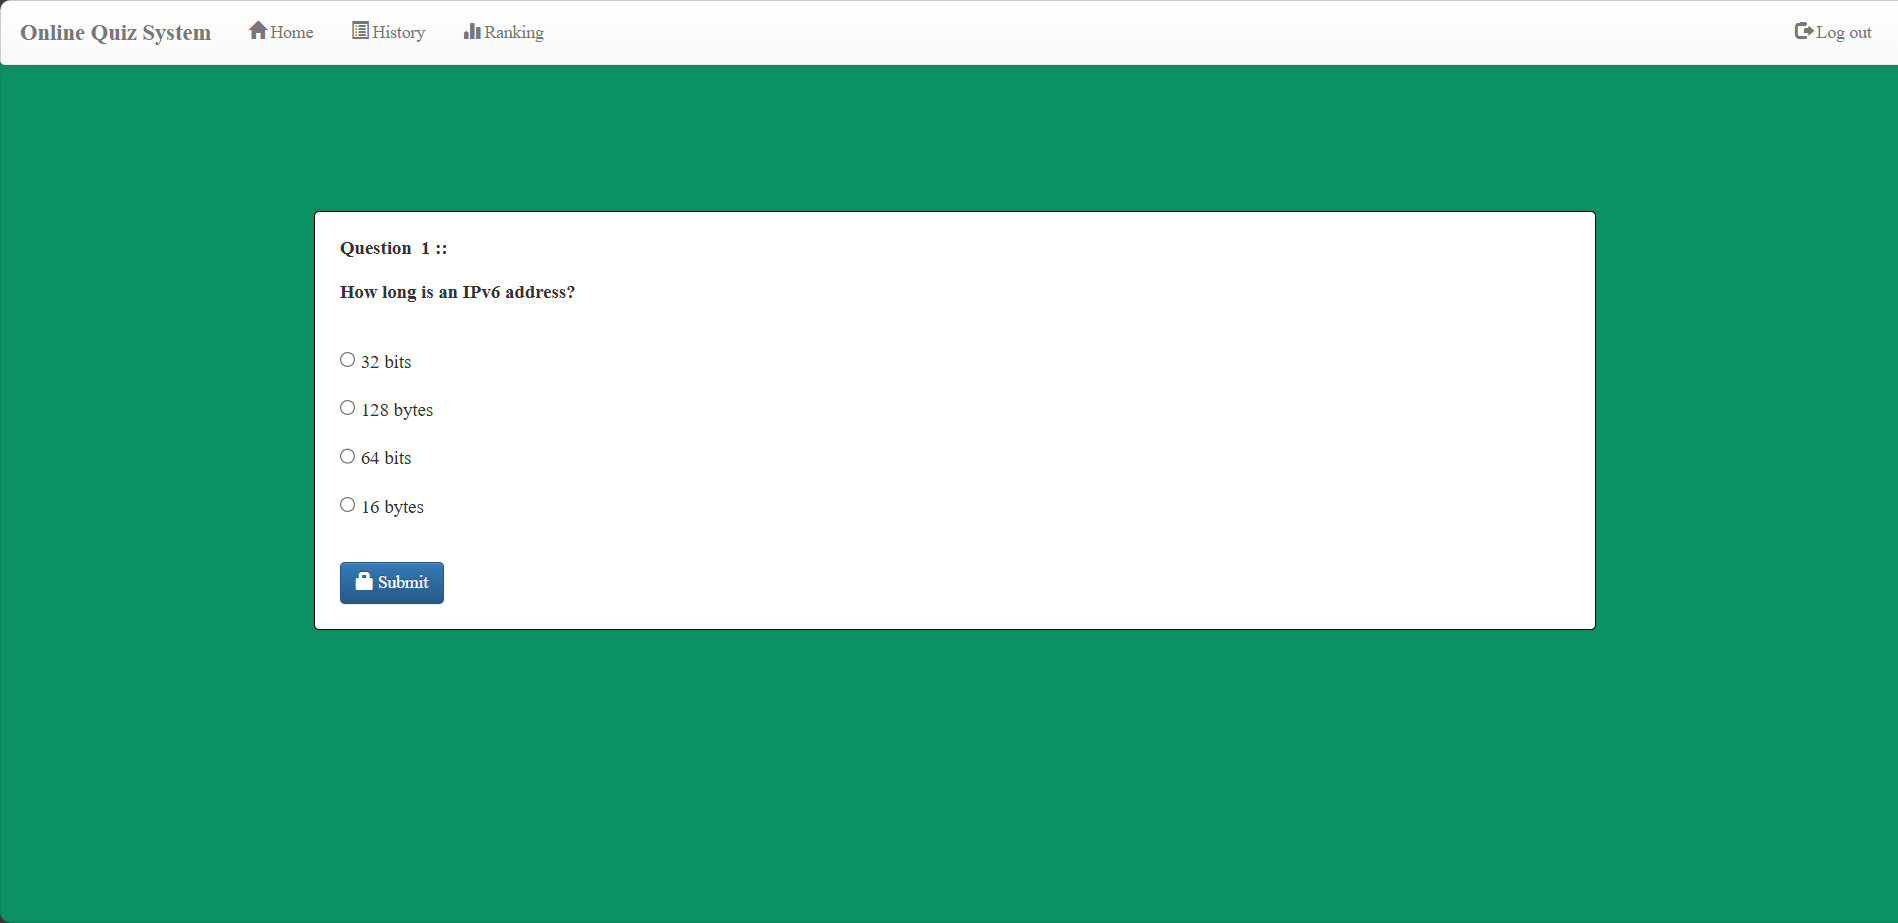 Online Quiz System Home History Ranking Log out
Question 1 ::
How long is an IPv6 address?
32 bits
128 bytes
64 bits
16 bytes
Submit